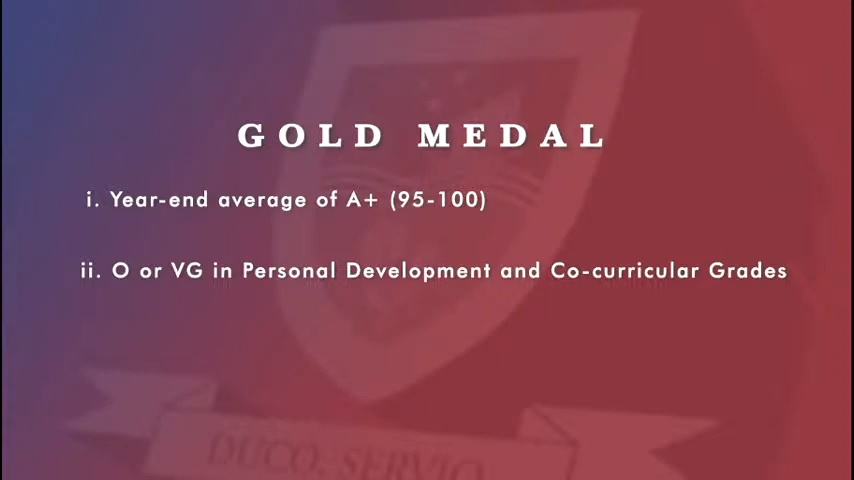 GOLD MEDAL
i. Year-end average of A+ (95-100)
ii. O or VG in Personal Development and Co-curricular Grades
DUCO, SERVIO